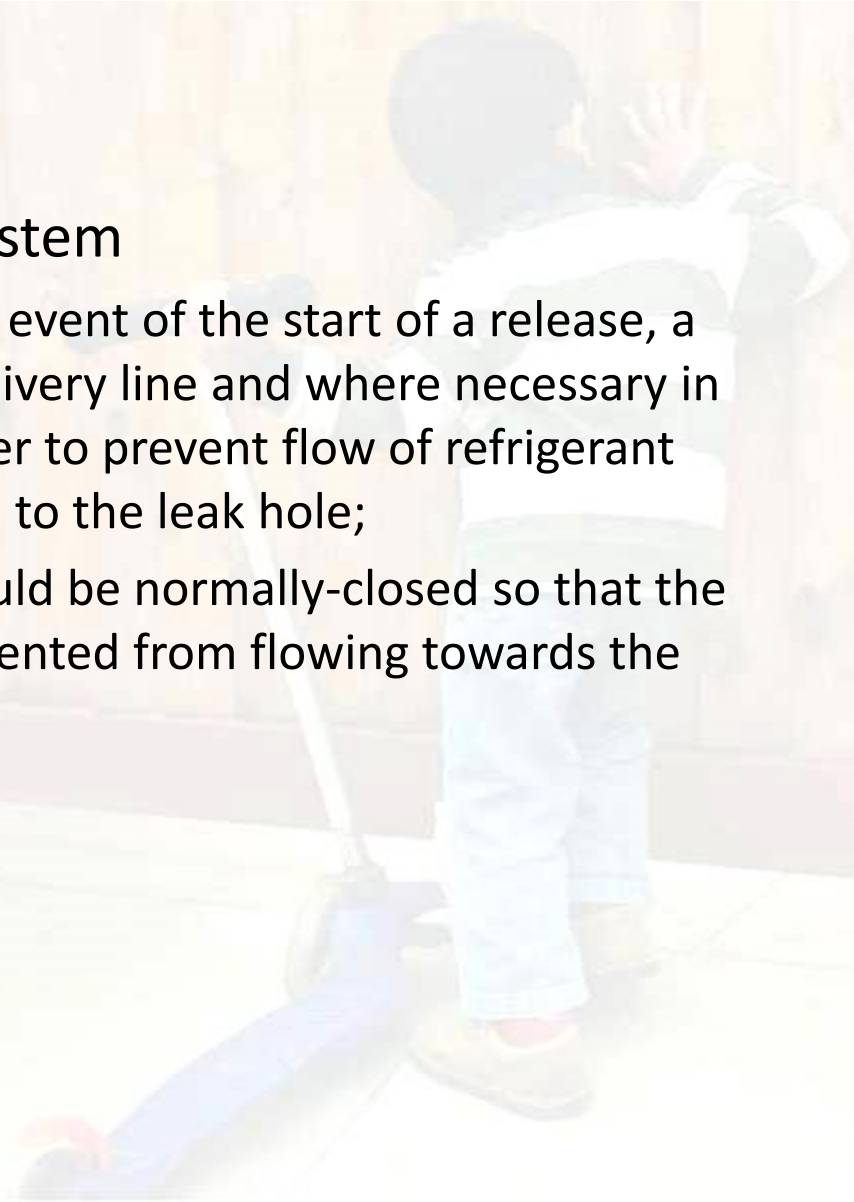 stem
event of the start of a release, a
ivery line and where necessary in
er to prevent flow of refrigerant
to the leak hole;
uld be normally-closed so that the
ented from flowing towards the